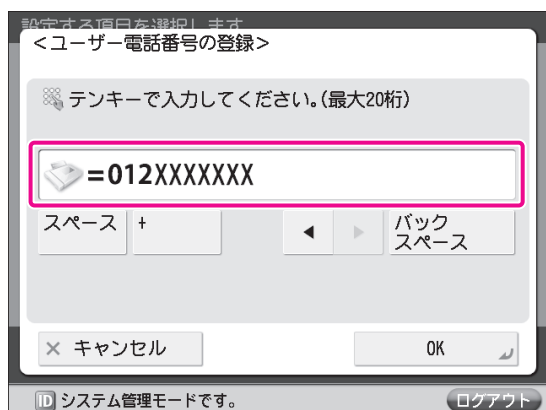 設定する項目を選択します
<ユーザー電話番号の登録>
テンキーで入力してください。(最大20桁)
=012XXXXXXX
スペース
+
◀
▶
バック
スペース
× キャンセル
OK
ID システム管理モードです。
ログアウト